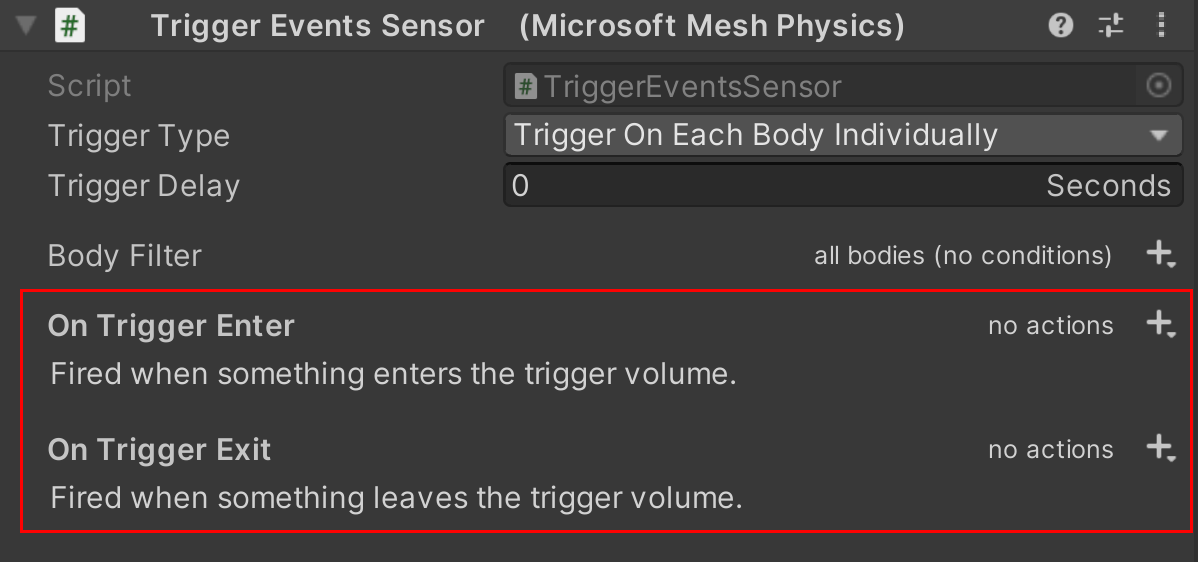 # Trigger Events Sensor (Microsoft Mesh Physics) ?
Script # TriggerEventsSensor
Trigger Type Trigger On Each Body Individually
Trigger Delay 0 Seconds
Body Filter all bodies (no conditions) +
On Trigger Enter no actions +
Fired when something enters the trigger volume.
On Trigger Exit no actions +
Fired when something leaves the trigger volume.